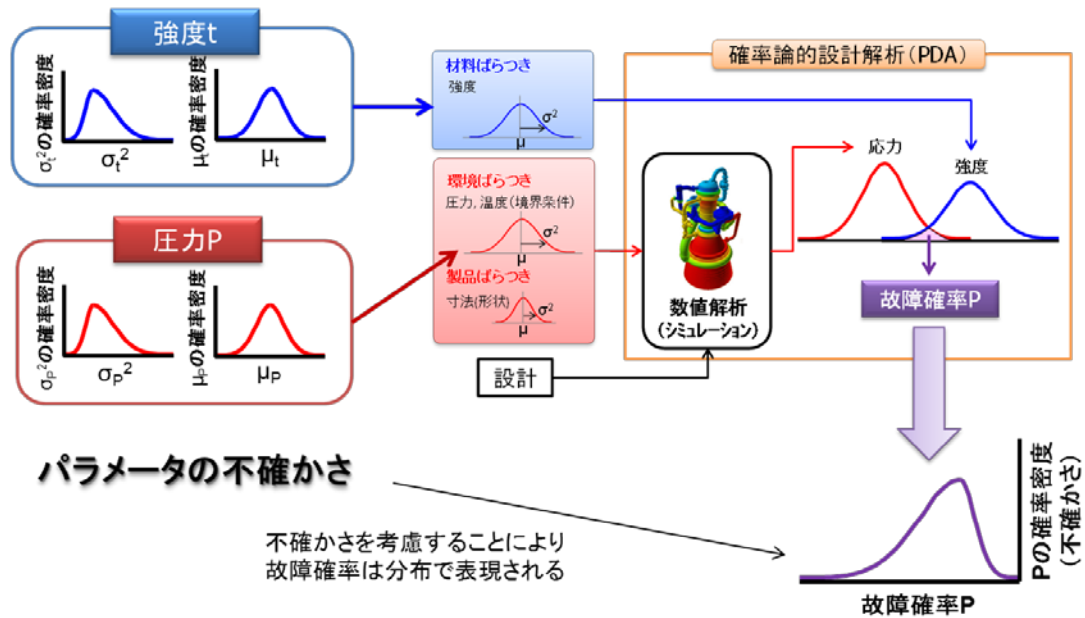 強度t
σt²の確率密度
σt²
μtの確率密度
μt
圧力P
σP²の確率密度
σP²
μPの確率密度
μP
材料ばらつき
強度
σ²
μ
環境ばらつき
圧力，温度（境界条件）
σ²
μ
製品ばらつき
寸法(形状)
σ²
μ
設計
確率論的設計解析（PDA）
数値解析
（シミュレーション）
応力
強度
故障確率P
パラメータの不確かさ
不確かさを考慮することにより
故障確率は分布で表現される
Pの確率密度
（不確かさ）
故障確率P